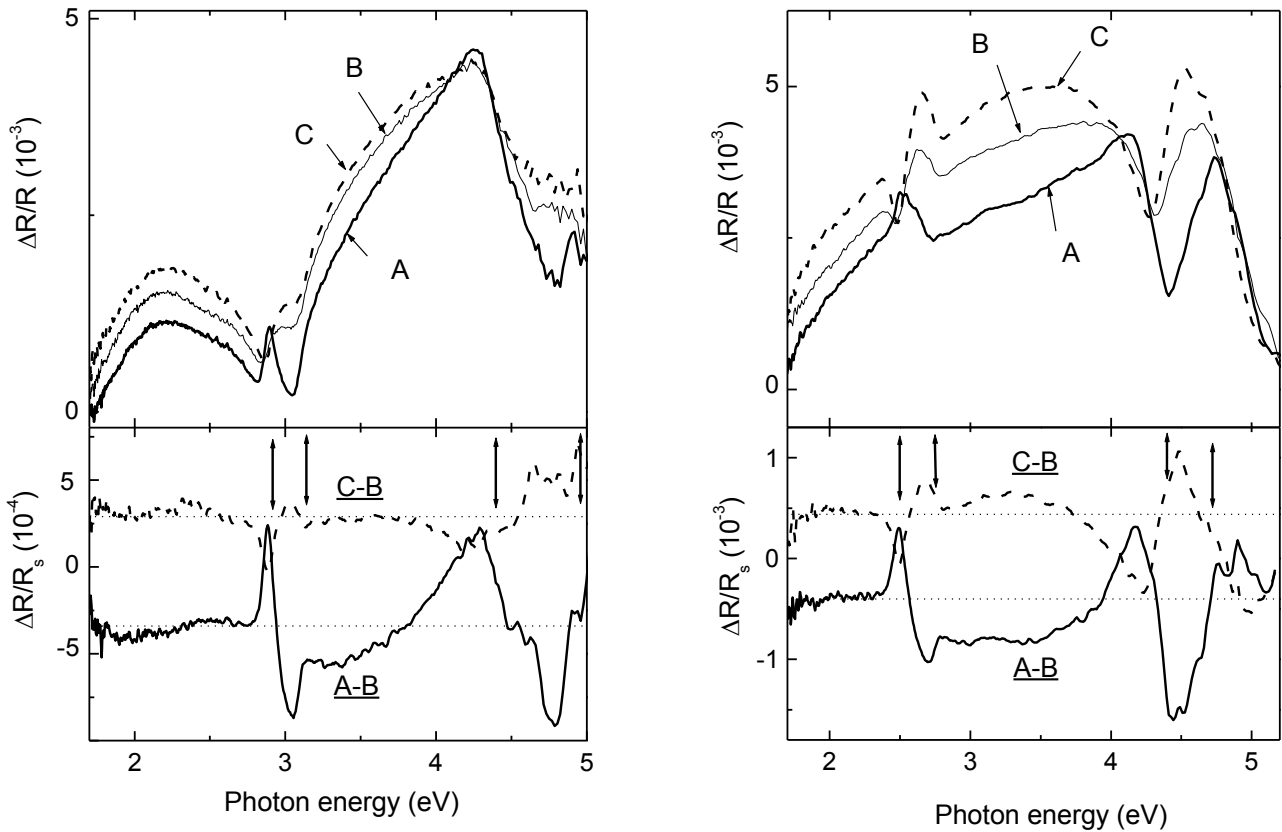 5
0
ΔR/R (10⁻³)
A
B
C
5
0
-5
ΔR/Rₛ (10⁻⁴)
C-B
A-B
2 3 4 5
Photon energy (eV)
5
0
ΔR/R (10⁻³)
A
B
C
1
0
-1
ΔR/Rₛ (10⁻³)
C-B
A-B
2 3 4 5
Photon energy (eV)